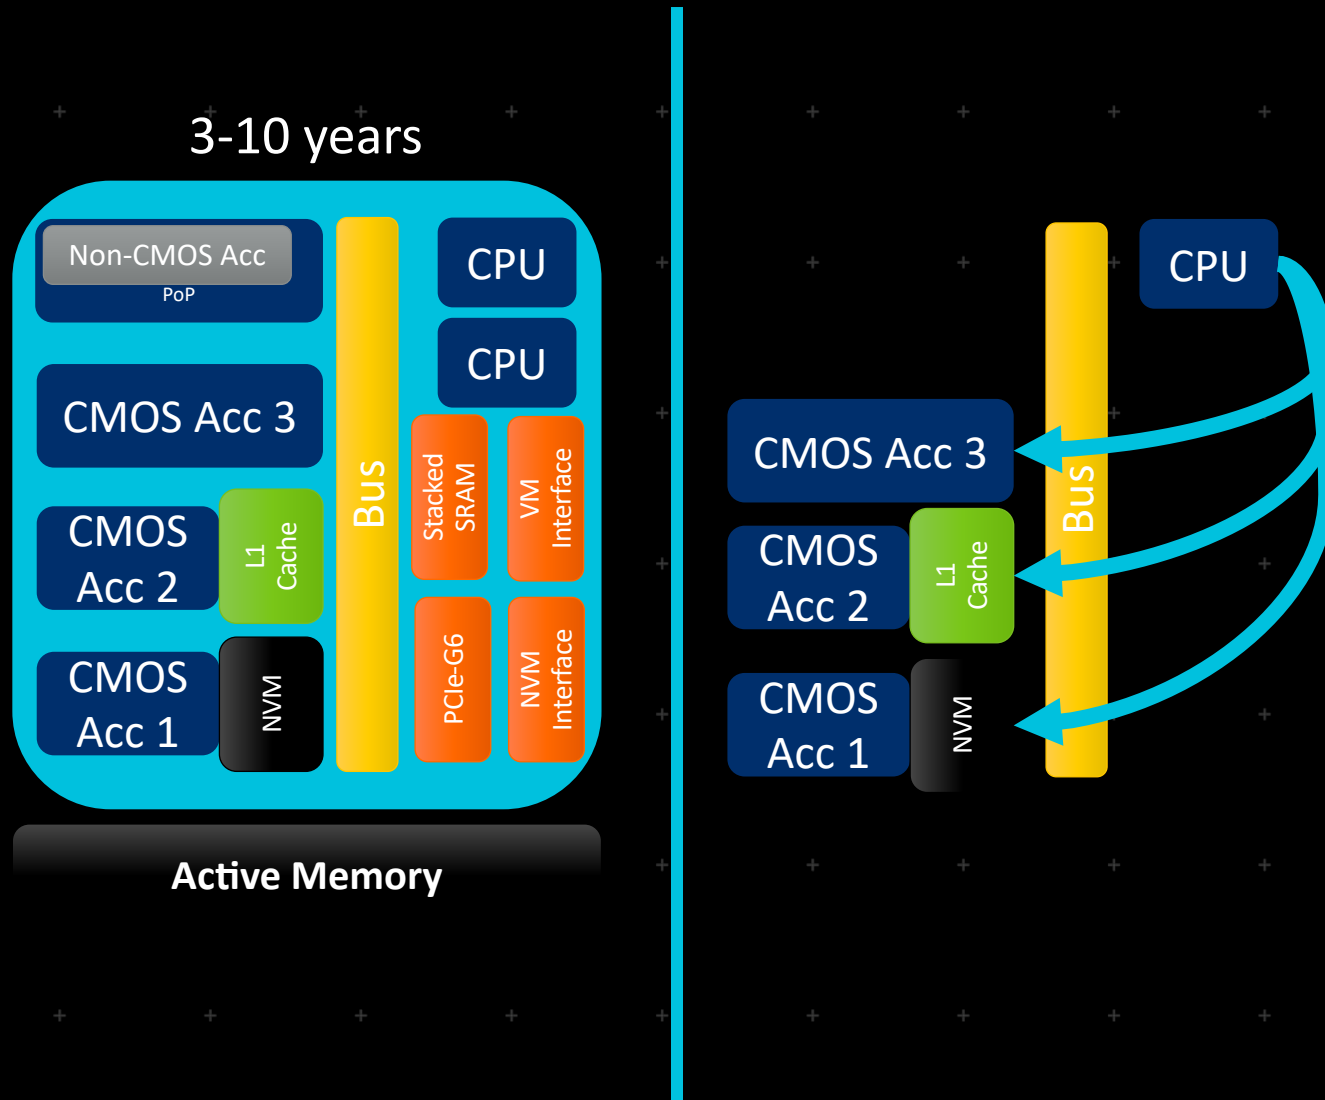 3-10 years
Non-CMOS Acc
PoP
CMOS Acc 3
CMOS
Acc 2
L1
Cache
CMOS
Acc 1
NVM
Bus
CPU
CPU
Stacked
SRAM
VM
Interface
PCIe-G6
NVM
Interface
Active Memory
CPU
CMOS Acc 3
CMOS
Acc 2
L1
Cache
CMOS
Acc 1
NVM
Bus